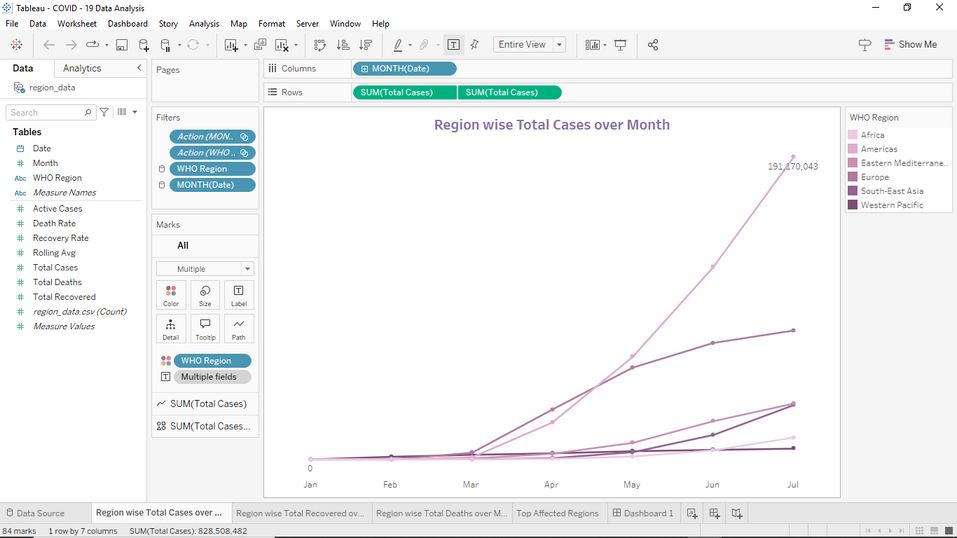 Tableau - COVID - 19 Data Analysis
File Data Worksheet Dashboard Story Analysis Map Format Server Window Help
Entire View
Show Me
Data Analytics
region_data
Search
Tables
Date
Month
Abc WHO Region
Abc Measure Names
Active Cases
Death Rate
Recovery Rate
Rolling Avg
Total Cases
Total Deaths
Total Recovered
region_data.csv (Count)
Measure Values
Pages
Filters
Action (MON..
Action (WHO ..
WHO Region
MONTH(Date)
Marks
All
Multiple
Color Size Label
Detail Tooltip Path
WHO Region
Multiple fields
SUM(Total Cases)
SUM(Total Cases...
Columns MONTH(Date)
Rows SUM(Total Cases) SUM(Total Cases)
Region wise Total Cases over Month
191,170,043
0
Jan Feb Mar Apr May Jun Jul
WHO Region
Africa
Americas
Eastern Mediterrane..
Europe
South-East Asia
Western Pacific
Data Source Region wise Total Cases over ... Region wise Total Recovered ov... Region wise Total Deaths over M... Top Affected Regions Dashboard 1
84 marks 1 row by 7 columns SUM(Total Cases): 828,508,482